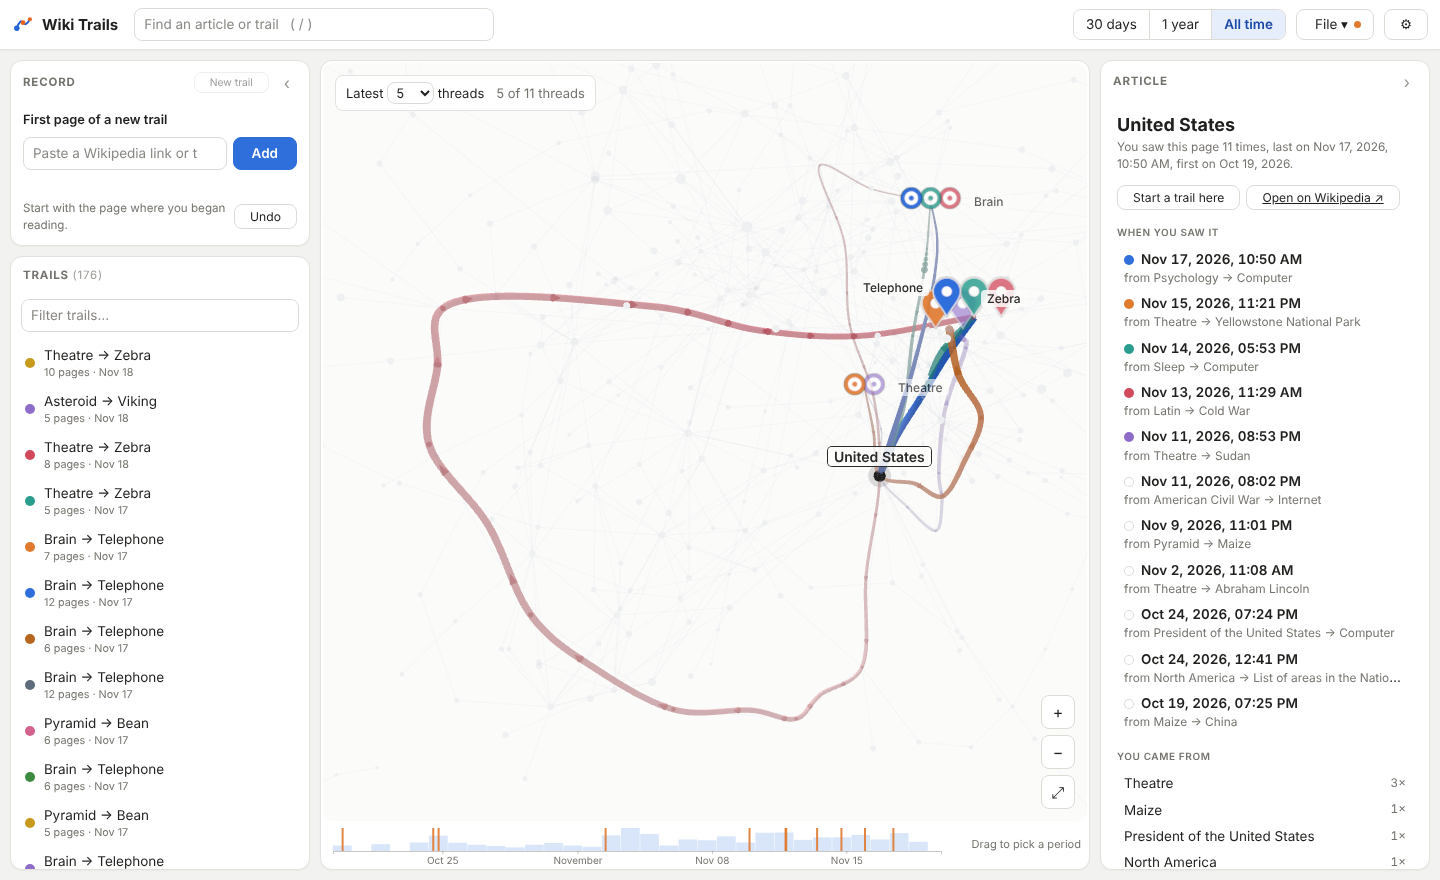 Wiki Trails
Find an article or trail ( / )
30 days
1 year
All time
File ▾
RECORD
New trail
First page of a new trail
Paste a Wikipedia link or t
Add
Start with the page where you began
reading.
Undo
TRAILS (176)
Filter trails...
Theatre → Zebra
10 pages · Nov 18
Asteroid → Viking
5 pages · Nov 18
Theatre → Zebra
8 pages · Nov 18
Theatre → Zebra
5 pages · Nov 17
Brain → Telephone
7 pages · Nov 17
Brain → Telephone
12 pages · Nov 17
Brain → Telephone
6 pages · Nov 17
Brain → Telephone
12 pages · Nov 17
Pyramid → Bean
6 pages · Nov 17
Brain → Telephone
6 pages · Nov 17
Pyramid → Bean
5 pages · Nov 17
Brain → Telephone
Latest 5 threads 5 of 11 threads
Brain
Telephone
Zebra
Theatre
United States
+
−
Oct 25
November
Nov 08
Nov 15
Drag to pick a period
ARTICLE
United States
You saw this page 11 times, last on Nov 17, 2026,
10:50 AM, first on Oct 19, 2026.
Start a trail here
Open on Wikipedia ↗
WHEN YOU SAW IT
Nov 17, 2026, 10:50 AM
from Psychology → Computer
Nov 15, 2026, 11:21 PM
from Theatre → Yellowstone National Park
Nov 14, 2026, 05:53 PM
from Sleep → Computer
Nov 13, 2026, 11:29 AM
from Latin → Cold War
Nov 11, 2026, 08:53 PM
from Theatre → Sudan
Nov 11, 2026, 08:02 PM
from American Civil War → Internet
Nov 9, 2026, 11:01 PM
from Pyramid → Maize
Nov 2, 2026, 11:08 AM
from Theatre → Abraham Lincoln
Oct 24, 2026, 07:24 PM
from President of the United States → Computer
Oct 24, 2026, 12:41 PM
from North America → List of areas in the Natio...
Oct 19, 2026, 07:25 PM
from Maize → China
YOU CAME FROM
Theatre 3×
Maize 1×
President of the United States 1×
North America 1×